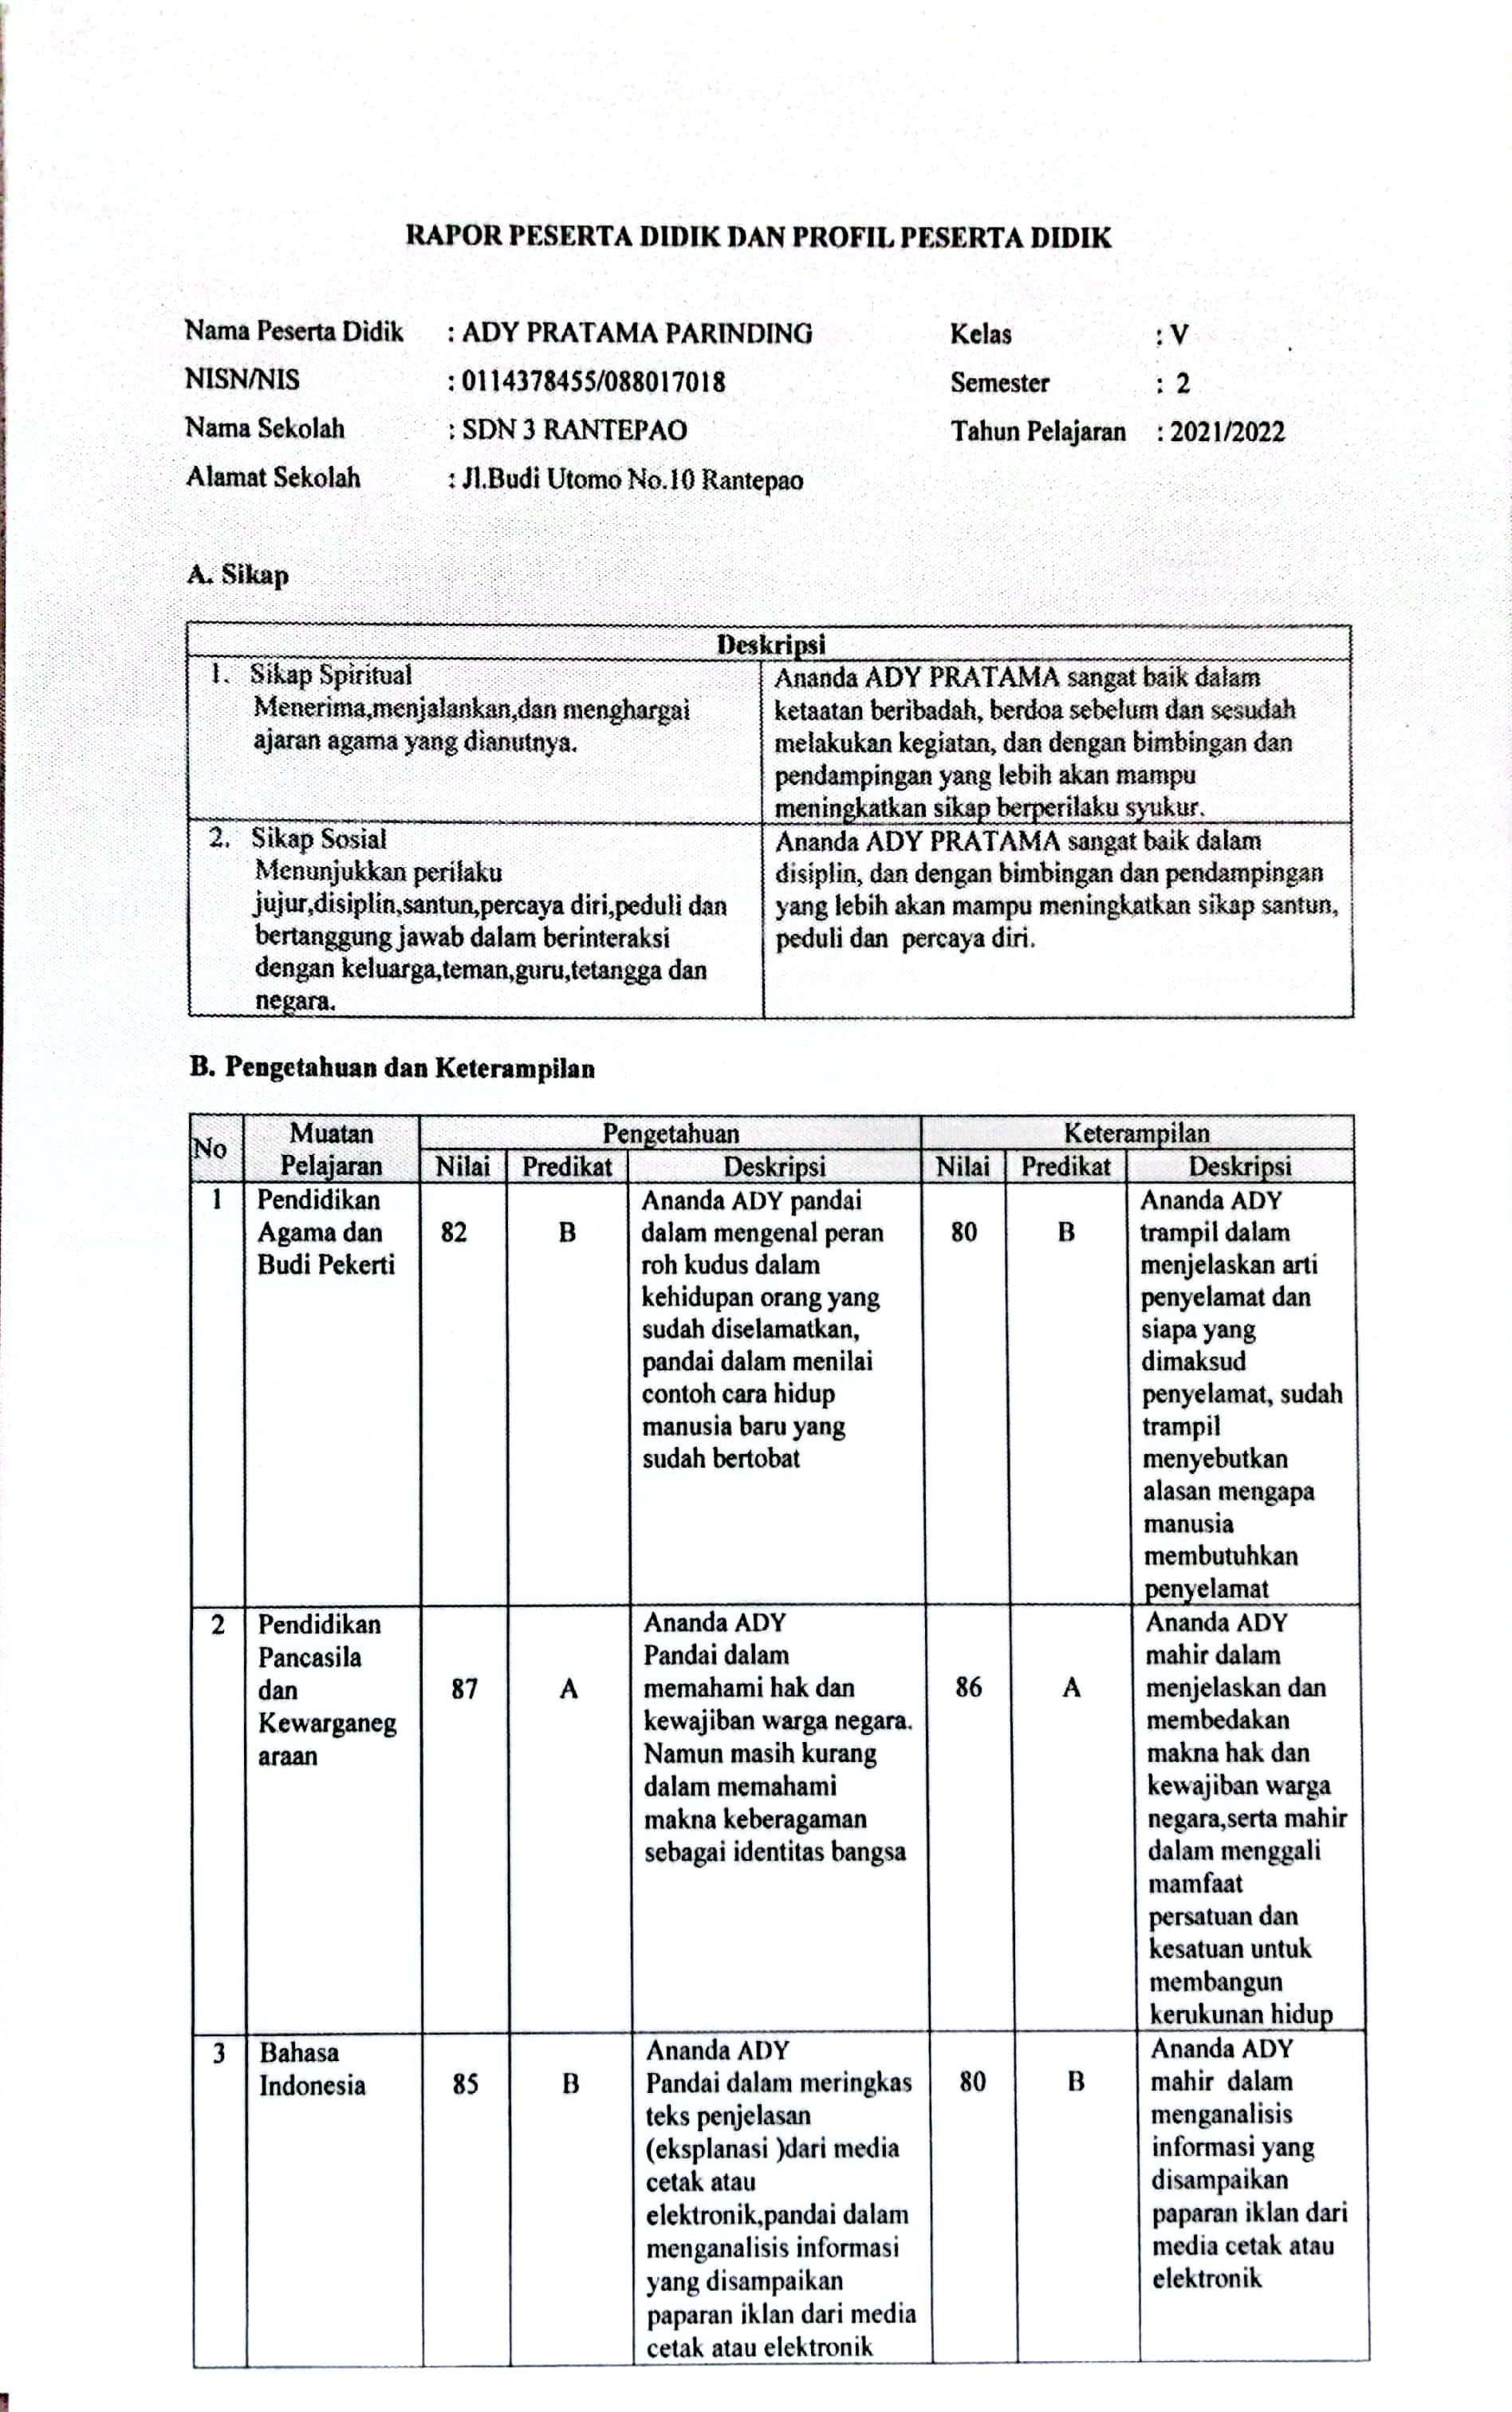 RAPOR PESERTA DIDIK DAN PROFIL PESERTA DIDIK
Nama Peserta Didik : ADY PRATAMA PARINDING Kelas : V
NISN/NIS : 0114378455/088017018 Semester : 2
Nama Sekolah : SDN 3 RANTEPAO Tahun Pelajaran : 2021/2022
Alamat Sekolah : Jl.Budi Utomo No.10 Rantepao
A. Sikap
Deskripsi
1. Sikap Spiritual
Menerima,menjalankan,dan menghargai
ajaran agama yang dianutnya.
Ananda ADY PRATAMA sangat baik dalam
ketaatan beribadah, berdoa sebelum dan sesudah
melakukan kegiatan, dan dengan bimbingan dan
pendampingan yang lebih akan mampu
meningkatkan sikap berperilaku syukur.
2. Sikap Sosial
Menunjukkan perilaku
jujur,disiplin,santun,percaya diri,peduli dan
bertanggung jawab dalam berinteraksi
dengan keluarga,teman,guru,tetangga dan
negara.
Ananda ADY PRATAMA sangat baik dalam
disiplin, dan dengan bimbingan dan pendampingan
yang lebih akan mampu meningkatkan sikap santun,
peduli dan percaya diri.
B. Pengetahuan dan Keterampilan
No
Muatan
Pelajaran
Pengetahuan Keterampilan
Nilai Predikat Deskripsi Nilai Predikat Deskripsi
1
Pendidikan
Agama dan
Budi Pekerti
82
B
Ananda ADY pandai
dalam mengenal peran
roh kudus dalam
kehidupan orang yang
sudah diselamatkan,
pandai dalam menilai
contoh cara hidup
manusia baru yang
sudah bertobat
80
B
Ananda ADY
trampil dalam
menjelaskan arti
penyelamat dan
siapa yang
dimaksud
penyelamat, sudah
trampil
menyebutkan
alasan mengapa
manusia
membutuhkan
penyelamat
2
Pendidikan
Pancasila
dan
Kewarganeg
araan
87
A
Ananda ADY
Pandai dalam
memahami hak dan
kewajiban warga negara.
Namun masih kurang
dalam memahami
makna keberagaman
sebagai identitas bangsa
86
A
Ananda ADY
mahir dalam
menjelaskan dan
membedakan
makna hak dan
kewajiban warga
negara,serta mahir
dalam menggali
mamfaat
persatuan dan
kesatuan untuk
membangun
kerukunan hidup
3
Bahasa
Indonesia
85
B
Ananda ADY
Pandai dalam meringkas
teks penjelasan
(eksplanasi )dari media
cetak atau
elektronik,pandai dalam
menganalisis informasi
yang disampaikan
paparan iklan dari media
cetak atau elektronik
80
B
Ananda ADY
mahir dalam
menganalisis
informasi yang
disampaikan
paparan iklan dari
media cetak atau
elektronik